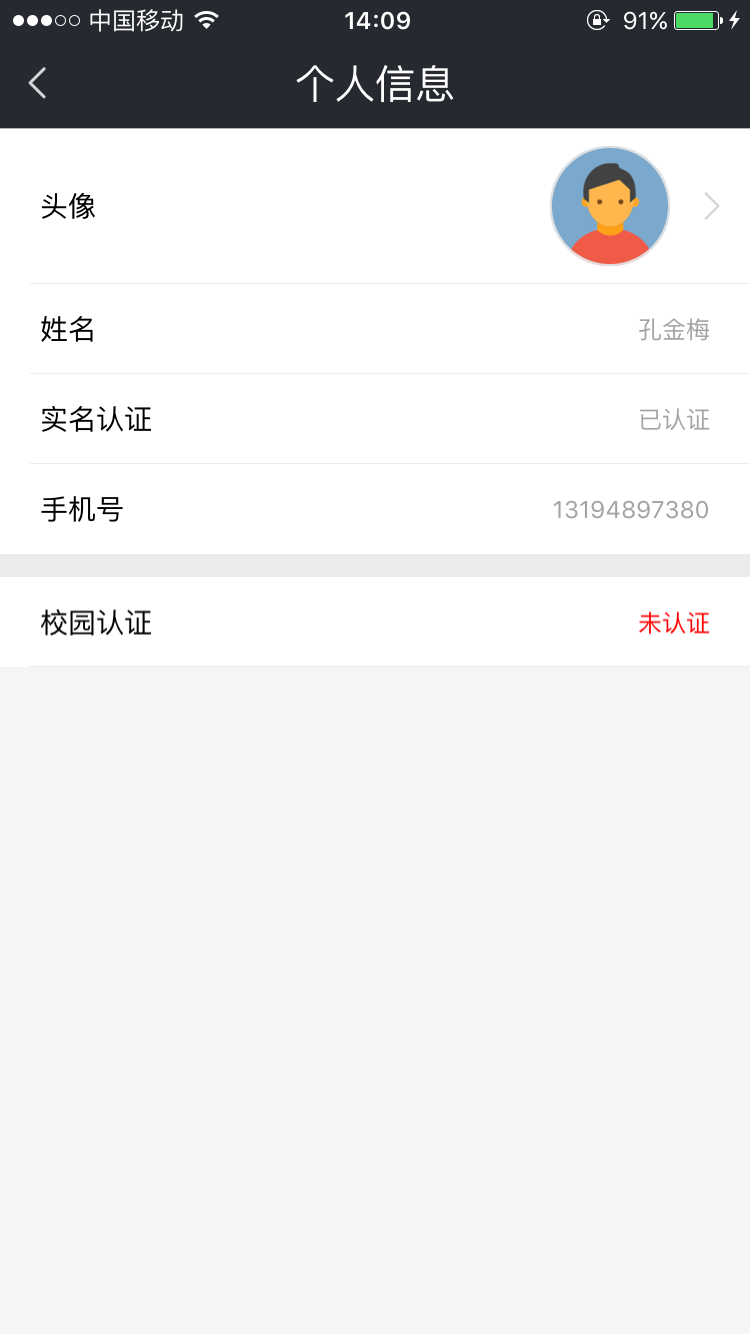 中国移动 14:09 91%
个人信息
头像
姓名 孔金梅
实名认证 已认证
手机号 13194897380
校园认证 未认证